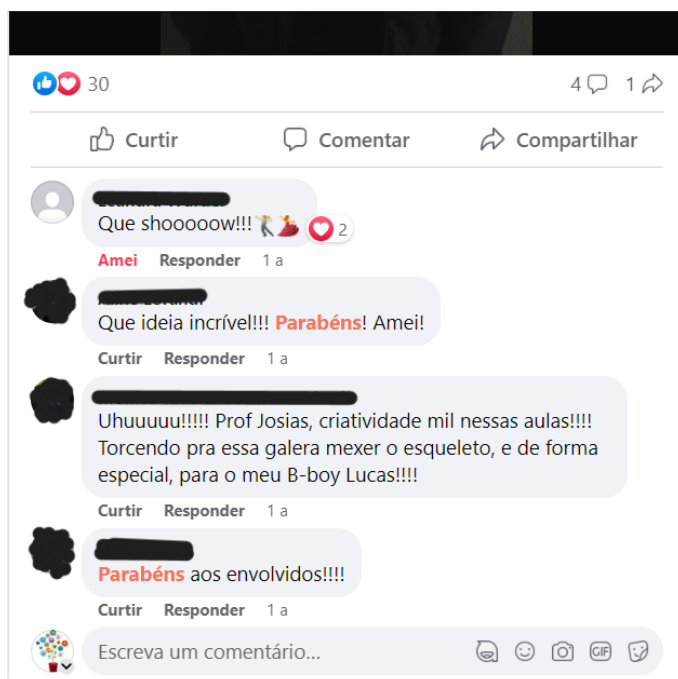 30 4 1
Curtir Comentar Compartilhar
Que shooooow!!! 2
Amei Responder 1 a
Que ideia incrível!!! Parabéns! Amei!
Curtir Responder 1 a
Uhuuuuu!!!!! Prof Josias, criatividade mil nessas aulas!!!!
Torcendo pra essa galera mexer o esqueleto, e de forma
especial, para o meu B-boy Lucas!!!!
Curtir Responder 1 a
Parabéns aos envolvidos!!!!
Curtir Responder 1 a
Escreva um comentário... GIF